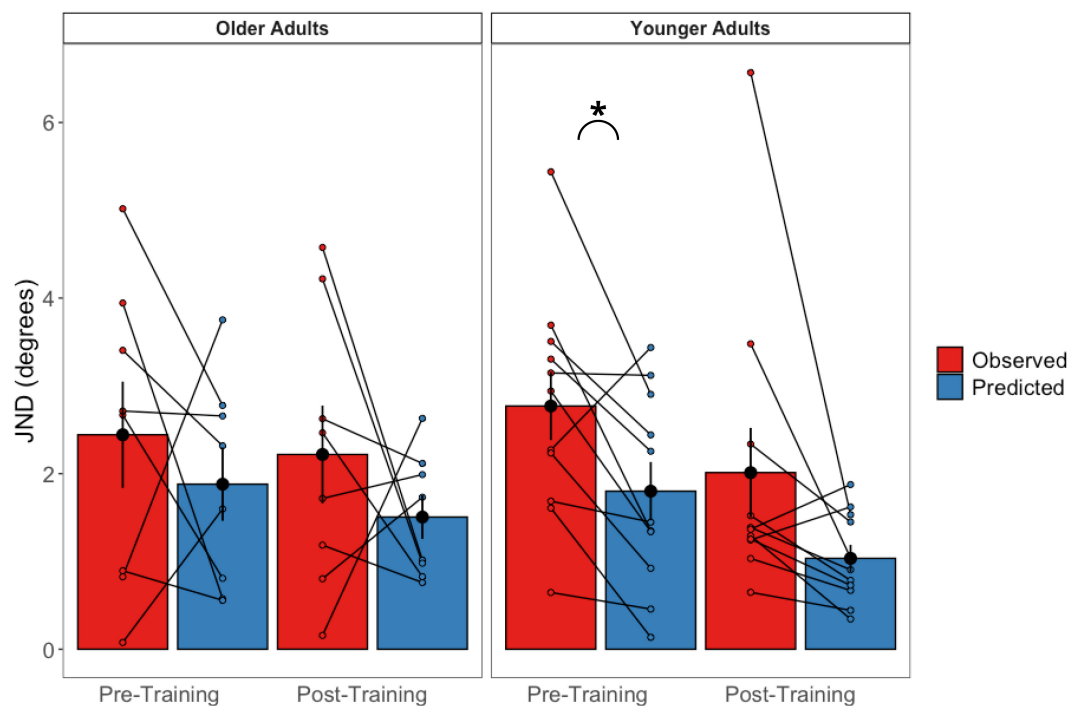 Older Adults
Younger Adults
*
6
4
2
0
JND (degrees)
Observed
Predicted
Pre-Training
Post-Training
Pre-Training
Post-Training